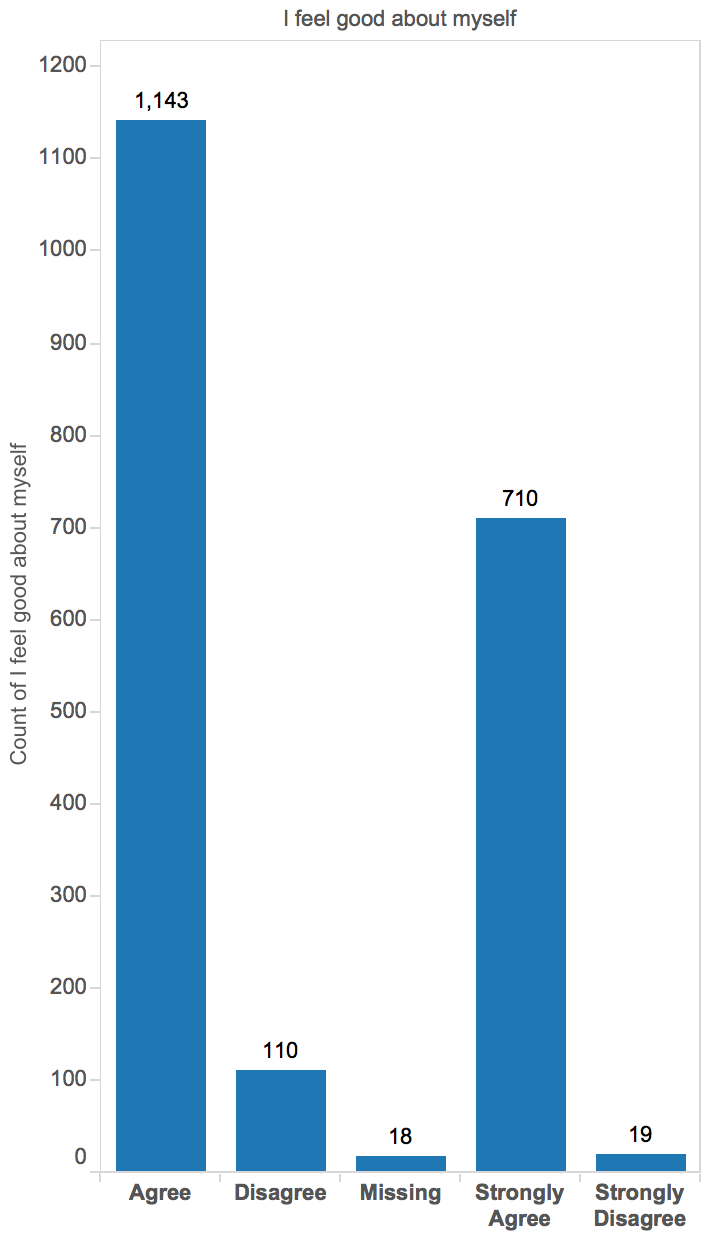 I feel good about myself
Count of I feel good about myself
1200
1100
1000
900
800
700
600
500
400
300
200
100
0
1,143
110
18
710
19
Agree
Disagree
Missing
Strongly
Agree
Strongly
Disagree